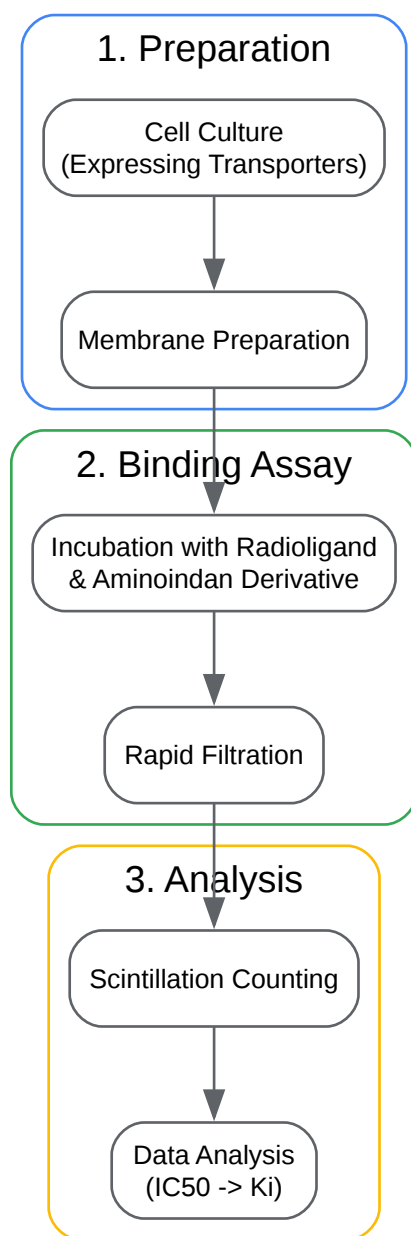 1. Preparation
Cell Culture
(Expressing Transporters)
Membrane Preparation
2. Binding Assay
Incubation with Radioligand
& Aminoindan Derivative
Rapid Filtration
3. Analysis
Scintillation Counting
Data Analysis
(IC50 -> Ki)